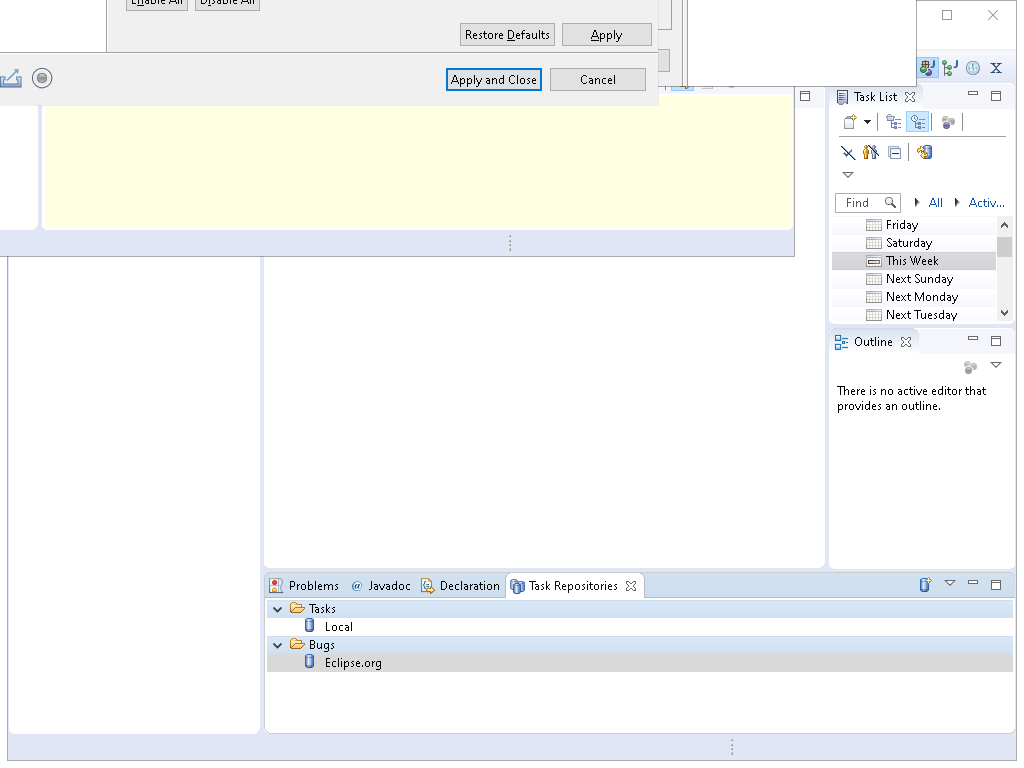 Enable All Disable All
Restore Defaults Apply
Apply and Close Cancel
X
Task List
Find All Activ...
Friday
Saturday
This Week
Next Sunday
Next Monday
Next Tuesday
Outline
There is no active editor that
provides an outline.
Problems @ Javadoc Declaration Task Repositories
Tasks
Local
Bugs
Eclipse.org